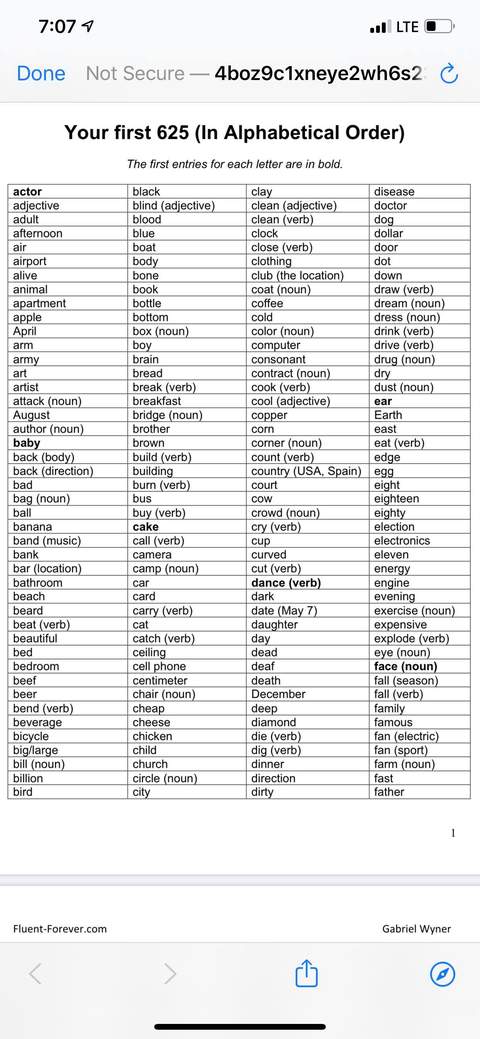 7:07
LTE
Done Not Secure — 4boz9c1xneye2wh6s2
Your first 625 (In Alphabetical Order)
The first entries for each letter are in bold.
actor black clay disease
adjective blind (adjective) clean (adjective) doctor
adult blood clean (verb) dog
afternoon blue clock dollar
air boat close (verb) door
airport body clothing dot
alive bone club (the location) down
animal book coat (noun) draw (verb)
apartment bottle coffee dream (noun)
apple bottom cold dress (noun)
April box (noun) color (noun) drink (verb)
arm boy computer drive (verb)
army brain consonant drug (noun)
art bread contract (noun) dry
artist break (verb) cook (verb) dust (noun)
attack (noun) breakfast cool (adjective) ear
August bridge (noun) copper Earth
author (noun) brother corn east
baby brown corner (noun) eat (verb)
back (body) build (verb) count (verb) edge
back (direction) building country (USA, Spain) egg
bad burn (verb) court eight
bag (noun) bus cow eighteen
ball buy (verb) crowd (noun) eighty
banana cake cry (verb) election
band (music) call (verb) cup electronics
bank camera curved eleven
bar (location) camp (noun) cut (verb) energy
bathroom car dance (verb) engine
beach card dark evening
beard carry (verb) date (May 7) exercise (noun)
beat (verb) cat daughter expensive
beautiful catch (verb) day explode (verb)
bed ceiling dead eye (noun)
bedroom cell phone deaf face (noun)
beef centimeter death fall (season)
beer chair (noun) December fall (verb)
bend (verb) cheap deep family
beverage cheese diamond famous
bicycle chicken die (verb) fan (electric)
big/large child dig (verb) fan (sport)
bill (noun) church dinner farm (noun)
billion circle (noun) direction fast
bird city dirty father
1
Fluent-Forever.com Gabriel Wyner